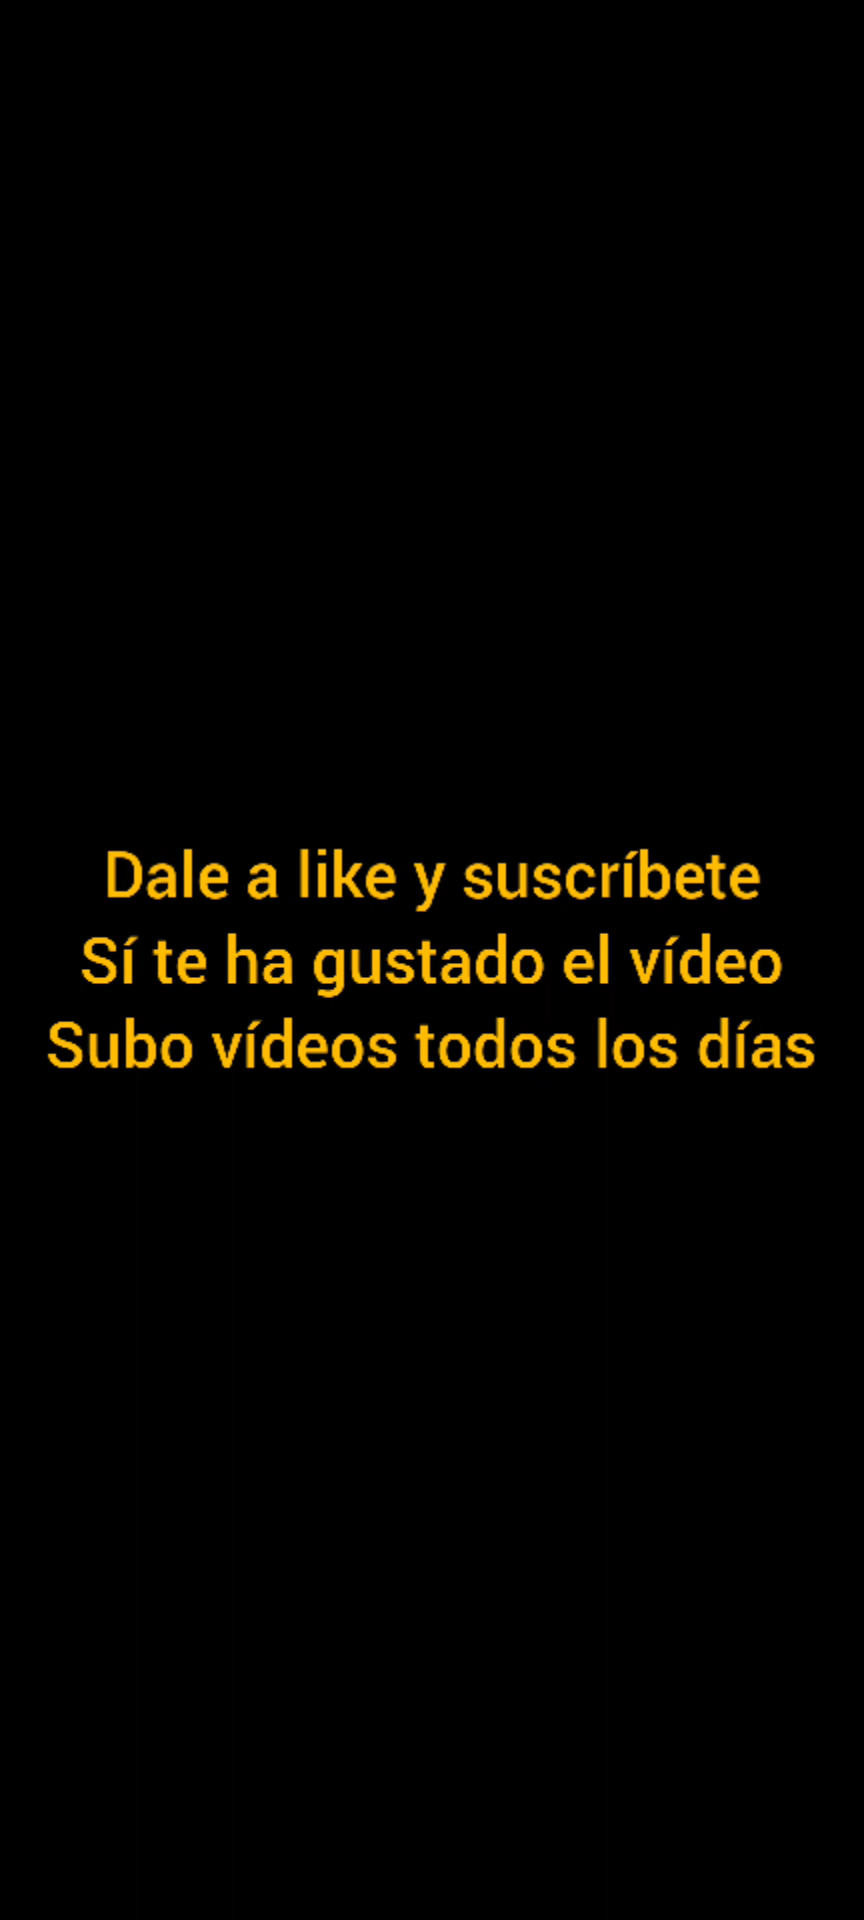 Dale a like y suscríbete
Sí te ha gustado el vídeo
Subo vídeos todos los días